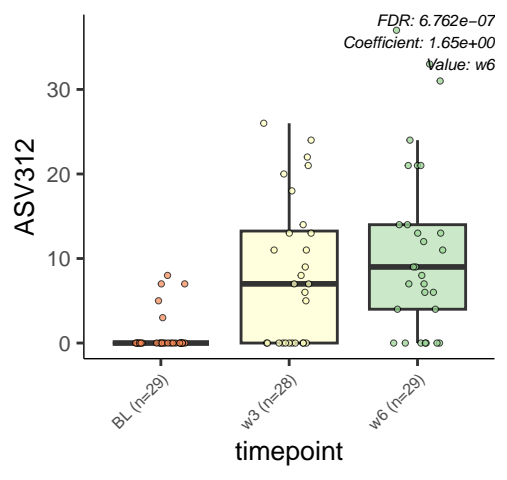 FDR: 6.762e−07
Coefficient: 1.65e+00
Value: w6
30
20
10
0
ASV312
BL (n=29)
w3 (n=28)
w6 (n=29)
timepoint